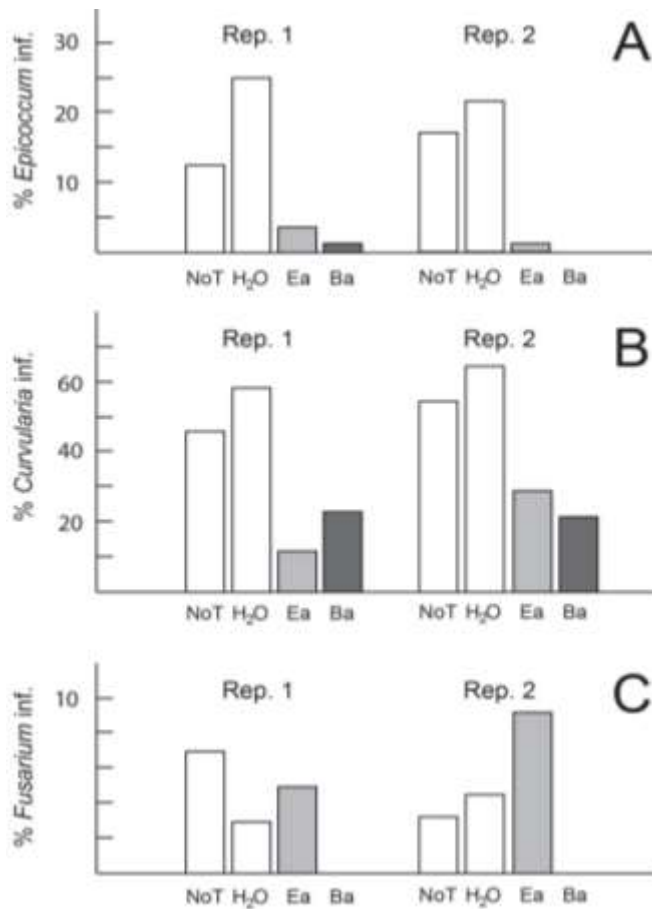 A
Rep. 1 Rep. 2
% Epicoccum inf.
30
20
10
NoT H₂O Ea Ba NoT H₂O Ea Ba
B
Rep. 1 Rep. 2
% Curvularia inf.
60
40
20
NoT H₂O Ea Ba NoT H₂O Ea Ba
C
Rep. 1 Rep. 2
% Fusarium inf.
10
NoT H₂O Ea Ba NoT H₂O Ea Ba